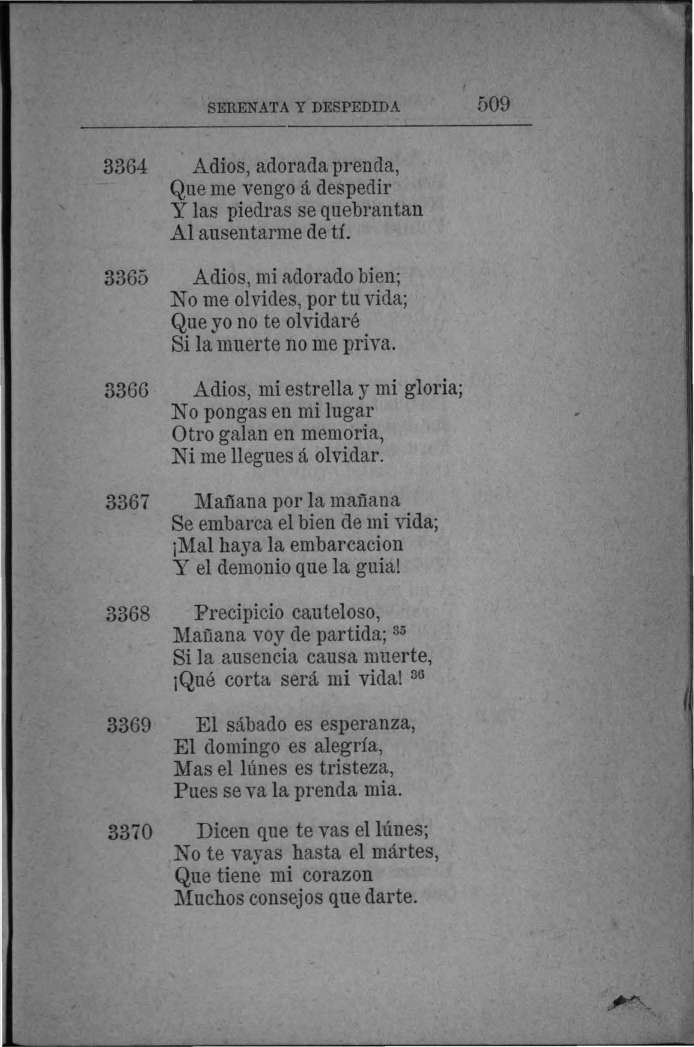 SERENATA Y DESPEDIDA 509
3364 Adios, adorada prenda,
Que me vengo á despedir
Y las piedras se quebrantan
Al ausentarme de tí.
3365 Adios, mi adorado bien;
No me olvides, por tu vida;
Que yo no te olvidaré
Si la muerte no me priva.
3366 Adios, mi estrella y mi gloria;
No pongas en mi lugar
Otro galan en memoria,
Ni me llegues á olvidar.
3367 Mañana por la mañana
Se embarca el bien de mi vida;
¡Mal haya la embarcacion
Y el demonio que la guia!
3368 Precipicio cauteloso,
Mañana voy de partida; 35
Si la ausencia causa muerte,
¡Qué corta será mi vida! 36
3369 El sábado es esperanza,
El domingo es alegría,
Mas el lúnes es tristeza,
Pues se va la prenda mia.
3370 Dicen que te vas el lúnes;
No te vayas hasta el mártes,
Que tiene mi corazon
Muchos consejos que darte.